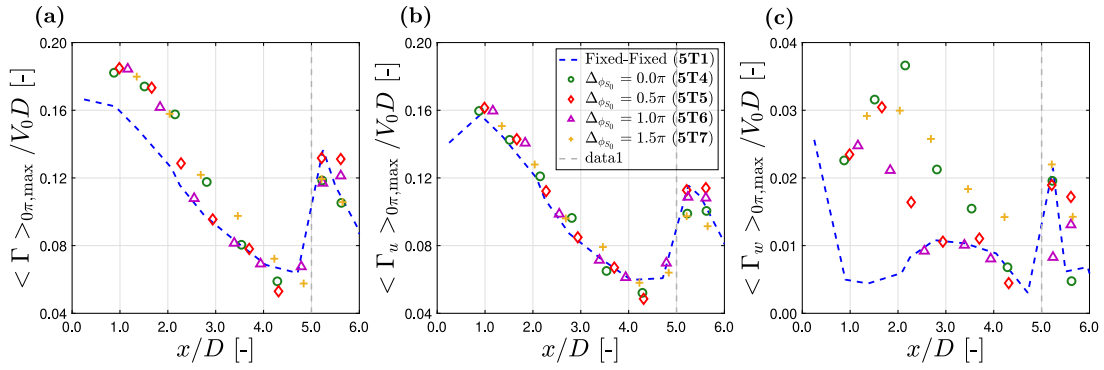 (a)
0.20
0.16
0.12
0.08
0.04
0.0 1.0 2.0 3.0 4.0 5.0 6.0
x/D [-]
< Γ >0π,max /V0D [-]
(b)
0.20
0.16
0.12
0.08
0.04
0.0 1.0 2.0 3.0 4.0 5.0 6.0
x/D [-]
< Γu >0π,max /V0D [-]
Fixed-Fixed (5T1)
ΔϕS0 = 0.0π (5T4)
ΔϕS0 = 0.5π (5T5)
ΔϕS0 = 1.0π (5T6)
ΔϕS0 = 1.5π (5T7)
data1
(c)
0.04
0.03
0.02
0.01
0.00
0.0 1.0 2.0 3.0 4.0 5.0 6.0
x/D [-]
< Γw >0π,max /V0D [-]